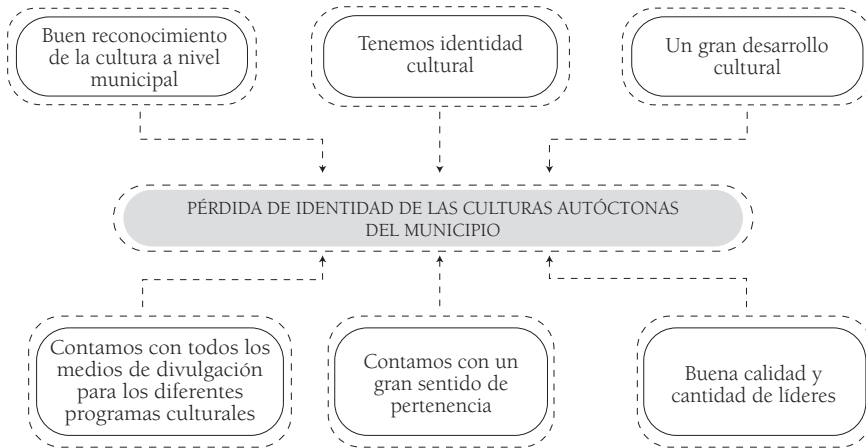 Buen reconocimiento
de la cultura a nivel
municipal
Tenemos identidad
cultural
Un gran desarrollo
cultural
PÉRDIDA DE IDENTIDAD DE LAS CULTURAS AUTÓCTONAS
DEL MUNICIPIO
Contamos con todos los
medios de divulgación
para los diferentes
programas culturales
Contamos con un
gran sentido de
pertenencia
Buena calidad y
cantidad de líderes